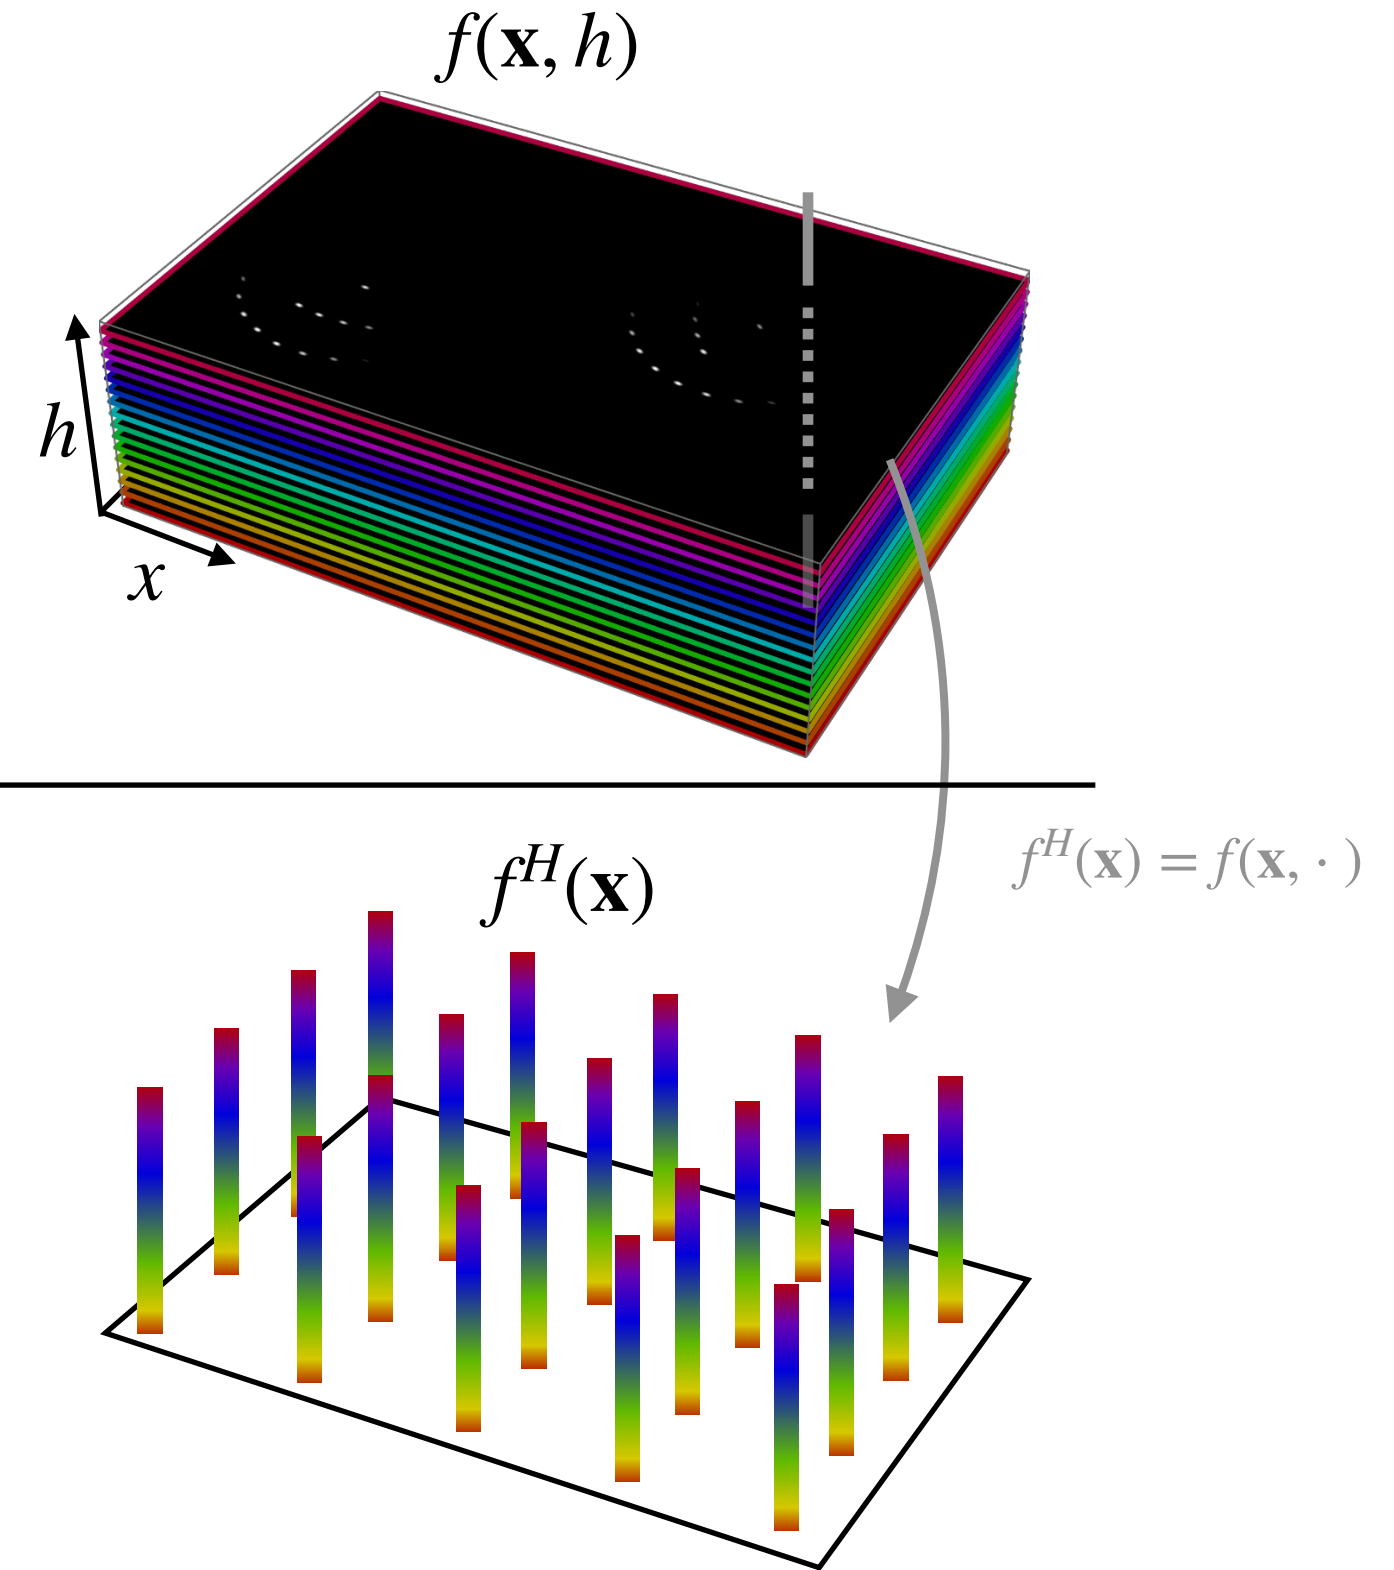 f(x, h)
h
x
f^H(x)
f^H(x) = f(x, · )